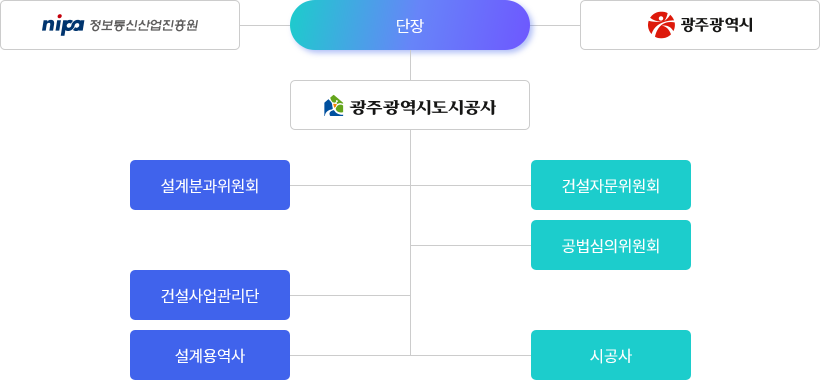 nipa 정보통신산업진흥원
단장
광주광역시
광주광역시도시공사
설계분과위원회
건설자문위원회
공법심의위원회
건설사업관리단
설계용역사
시공사